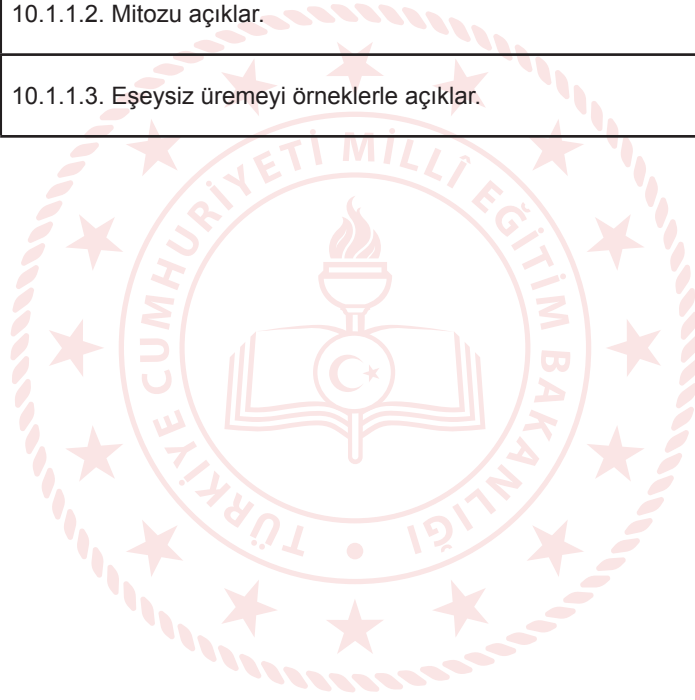 10.1.1.2. Mitozu açıklar.
10.1.1.3. Eşeysiz üremeyi örneklerle açıklar.
TÜRKİYE CUMHURİYETİ MİLLÎ EĞİTİM BAKANLIĞI